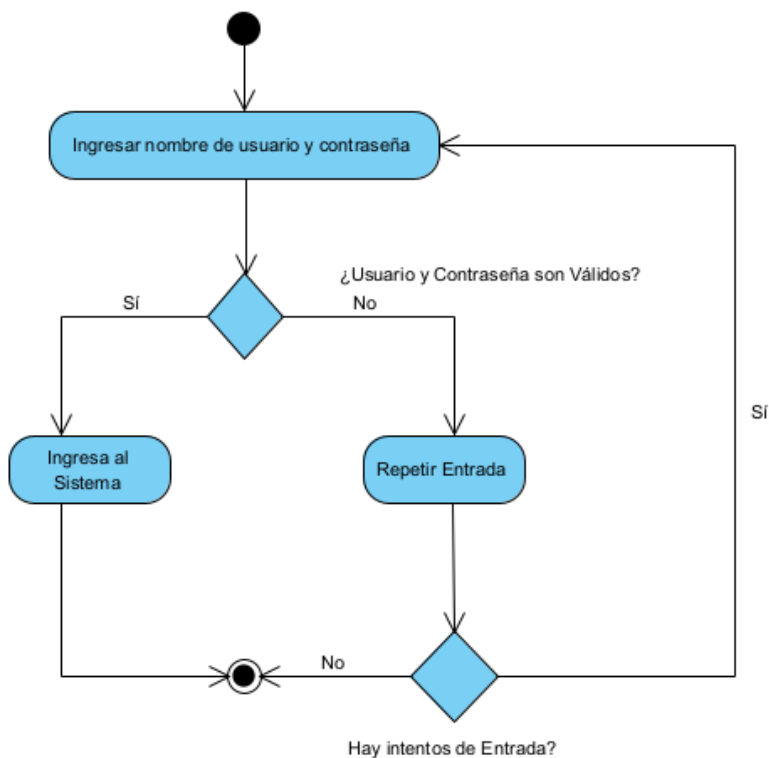 Ingresar nombre de usuario y contraseña
¿Usuario y Contraseña son Válidos?
Sí
No
Sí
Ingresa al
Sistema
Repetir Entrada
No
Hay intentos de Entrada?